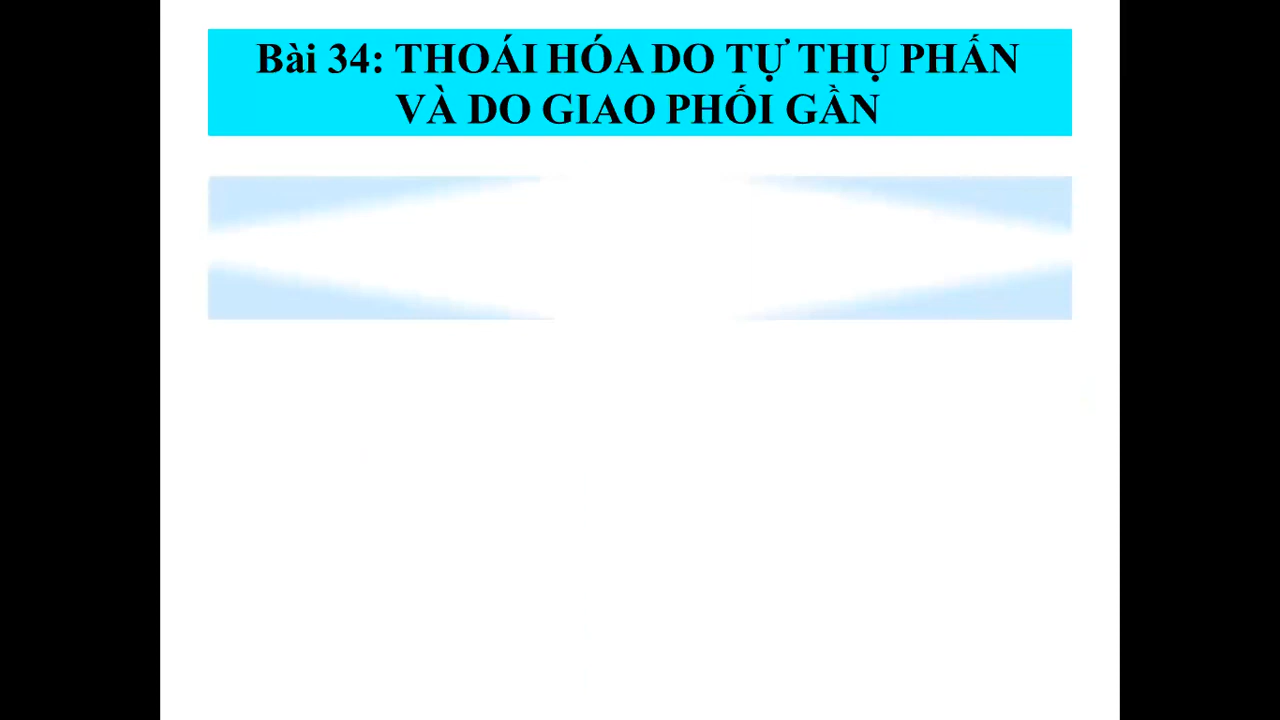 Bài 34: THOÁI HÓA DO TỰ THỤ PHẤN
VÀ DO GIAO PHỐI GẦN